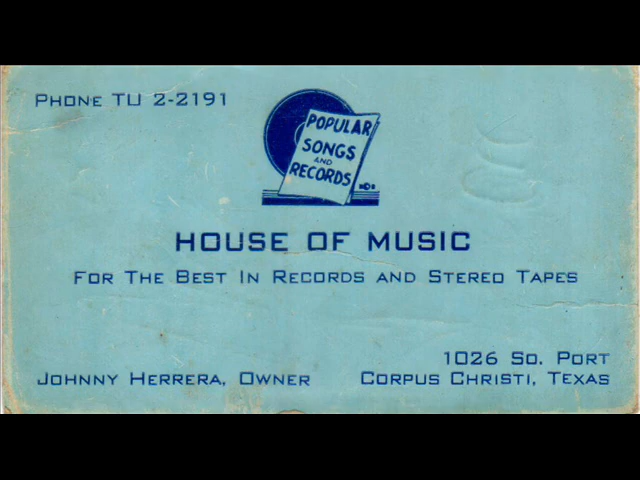 PHONE TU 2-2191
POPULAR
SONGS
AND
RECORDS
HOUSE OF MUSIC
FOR THE BEST IN RECORDS AND STEREO TAPES
1026 SO. PORT
JOHNNY HERRERA, OWNER
CORPUS CHRISTI, TEXAS